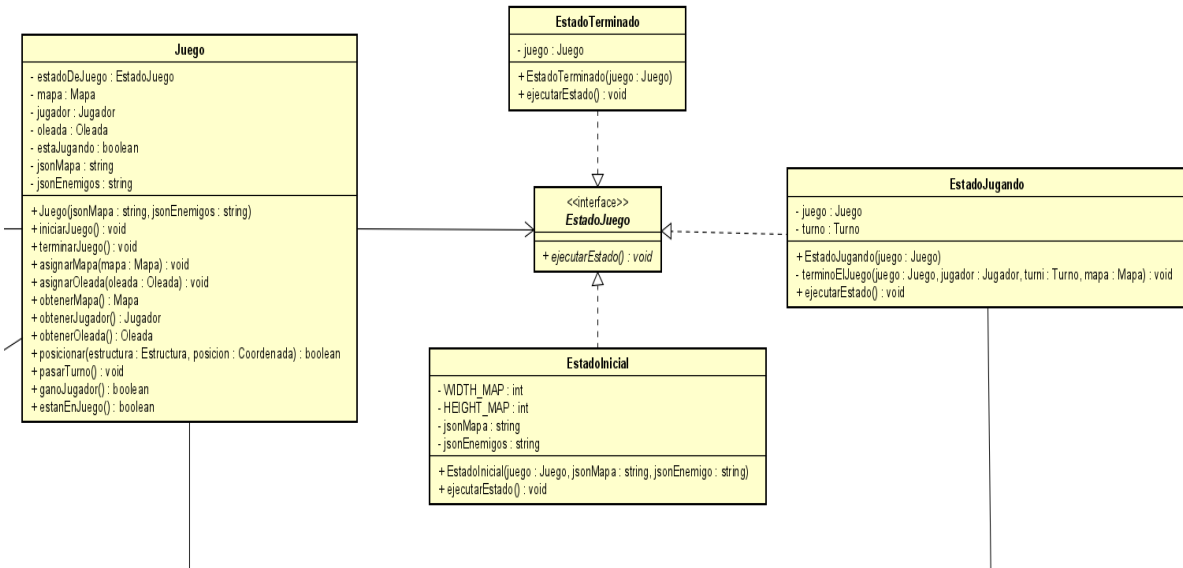 Juego
- estadoDeJuego : EstadoJuego
- mapa : Mapa
- jugador : Jugador
- oleada : Oleada
- estaJugando : boolean
- jsonMapa : string
- jsonEnemigos : string
+ Juego(jsonMapa : string, jsonEnemigos : string)
+ iniciarJuego() : void
+ terminarJuego() : void
+ asignarMapa(mapa : Mapa) : void
+ asignarOleada(oleada : Oleada) : void
+ obtenerMapa() : Mapa
+ obtenerJugador() : Jugador
+ obtenerOleada() : Oleada
+ posicionar(estructura : Estructura, posicion : Coordenada) : boolean
+ pasarTurno() : void
+ ganoJugador() : boolean
+ estanEnJuego() : boolean
EstadoTerminado
- juego : Juego
+ EstadoTerminado(juego : Juego)
+ ejecutarEstado() : void
<<interface>>
EstadoJuego
+ ejecutarEstado() : void
EstadoJugando
- juego : Juego
- turno : Turno
+ EstadoJugando(juego : Juego)
- terminoElJuego(juego : Juego, jugador : Jugador, turni : Turno, mapa : Mapa) : void
+ ejecutarEstado() : void
EstadoInicial
- WIDTH_MAP : int
- HEIGHT_MAP : int
- jsonMapa : string
- jsonEnemigos : string
+ EstadoInicial(juego : Juego, jsonMapa : string, jsonEnemigo : string)
+ ejecutarEstado() : void